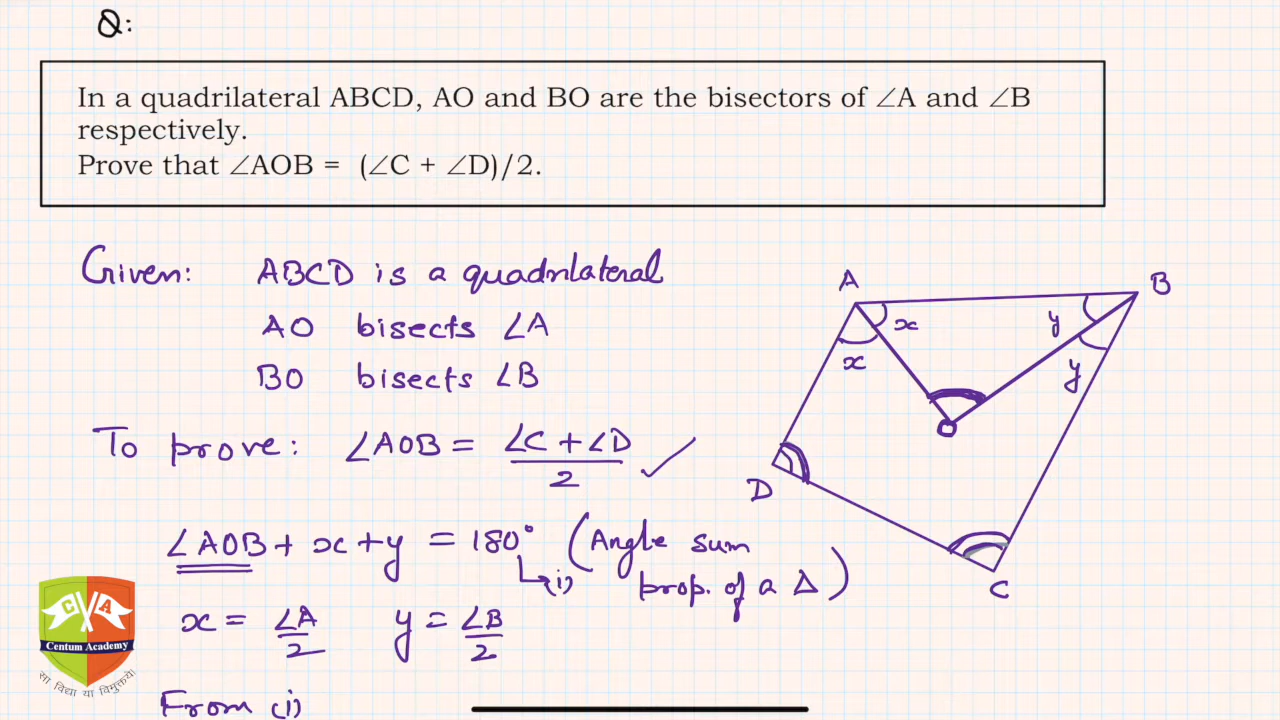 Q:
In a quadrilateral ABCD, AO and BO are the bisectors of ∠A and ∠B
respectively.
Prove that ∠AOB = (∠C + ∠D)/2.
Given: ABCD is a quadrilateral
AO bisects ∠A
BO bisects ∠B
To prove: ∠AOB = (∠C + ∠D)/2
∠AOB + x + y = 180° (Angle sum
→(i) prop. of a Δ)
x = ∠A/2 y = ∠B/2
From (i)
A
B
x
y
x
y
O
D
C
C A
Centum Academy
सा विद्या या विमुक्तये